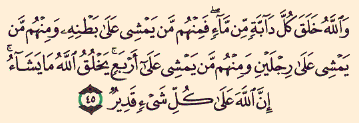 وَٱللَّهُ خَلَقَ كُلَّ دَآبَّةٍ مِّن مَّآءٍ ۖ فَمِنْهُم مَّن يَمْشِى عَلَىٰ بَطْنِهِۦ وَمِنْهُم مَّن
يَمْشِى عَلَىٰ رِجْلَيْنِ وَمِنْهُم مَّن يَمْشِى عَلَىٰٓ أَرْبَعٍ ۚ يَخْلُقُ ٱللَّهُ مَا يَشَآءُ ۚ
إِنَّ ٱللَّهَ عَلَىٰ كُلِّ شَىْءٍ قَدِيرٌ ٤٥